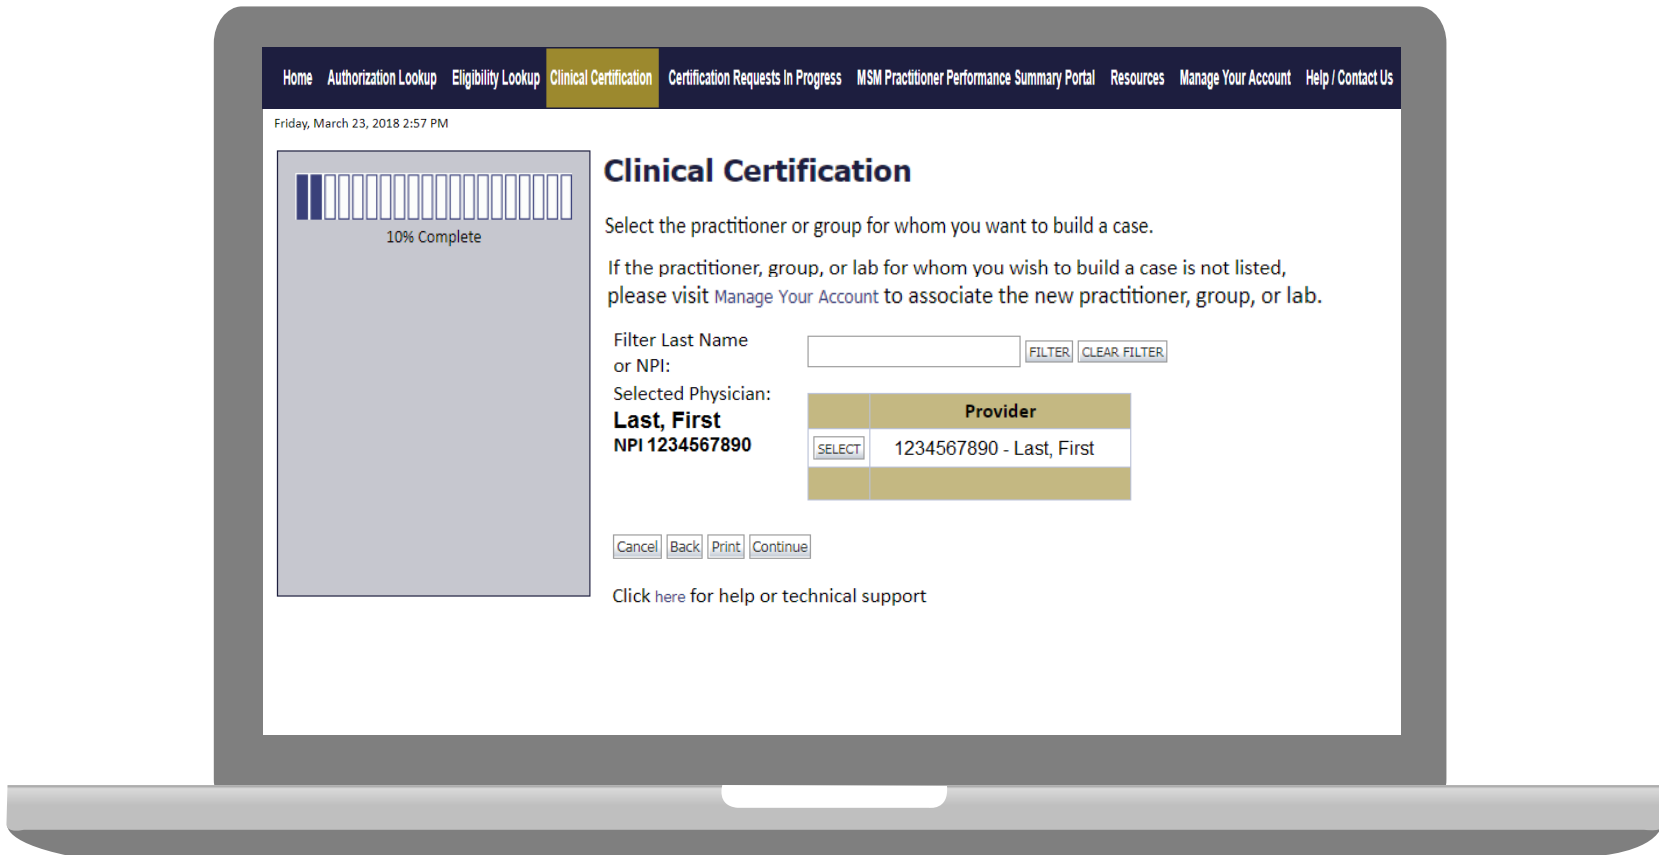 Home Authorization Lookup Eligibility Lookup Clinical Certification Certification Requests In Progress MSM Practitioner Performance Summary Portal Resources Manage Your Account Help / Contact Us
Friday, March 23, 2018 2:57 PM
10% Complete
Clinical Certification
Select the practitioner or group for whom you want to build a case.
If the practitioner, group, or lab for whom you wish to build a case is not listed,
please visit Manage Your Account to associate the new practitioner, group, or lab.
Filter Last Name
or NPI:
FILTER CLEAR FILTER
Selected Physician:
Last, First
NPI 1234567890
Provider
SELECT 1234567890 - Last, First
Cancel Back Print Continue
Click here for help or technical support